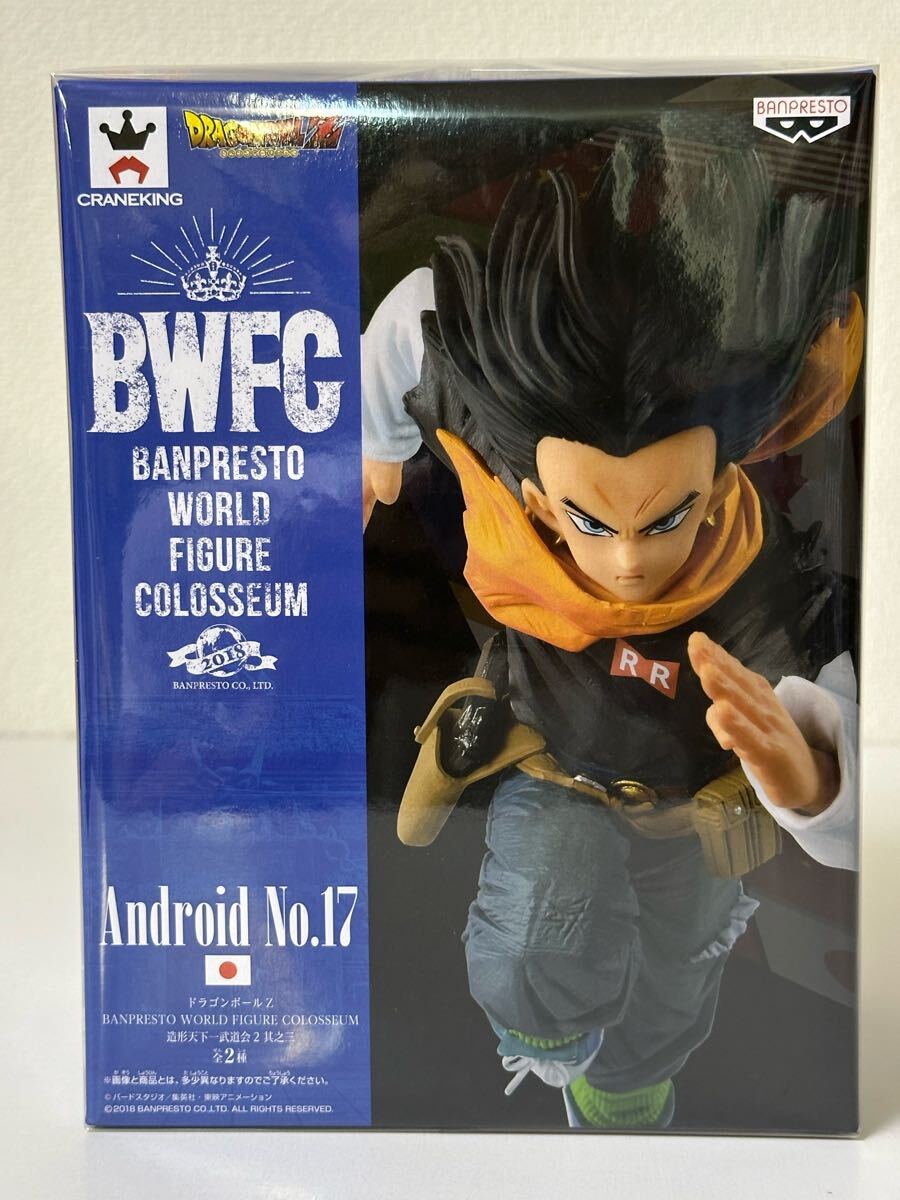 CRANEKING
DRAGONBALL Z
BANPRESTO
BWFC
BANPRESTO
WORLD
FIGURE
COLOSSEUM
2018
BANPRESTO CO., LTD.
RR
Android No.17
ドラゴンボールZ
BANPRESTO WORLD FIGURE COLOSSEUM
造形天下一武道会2 其之三
全2種
※画像と商品とは、多少異なりますのでご了承ください。
©バードスタジオ/集英社・東映アニメーション
©2018 BANPRESTO CO.,LTD. ALL RIGHTS RESERVED.